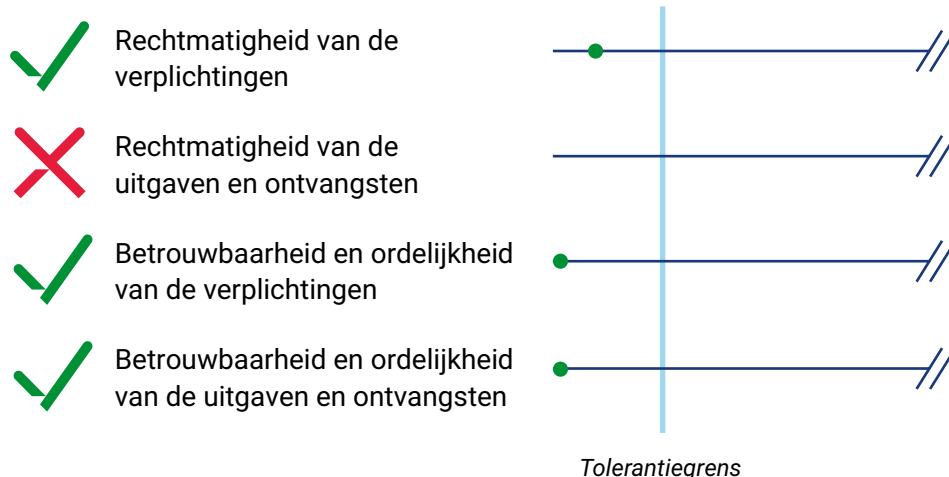 Rechtmatigheid van de
verplichtingen
Rechtmatigheid van de
uitgaven en ontvangsten
Betrouwbaarheid en ordelijkheid
van de verplichtingen
Betrouwbaarheid en ordelijkheid
van de uitgaven en ontvangsten
Tolerantiegrens